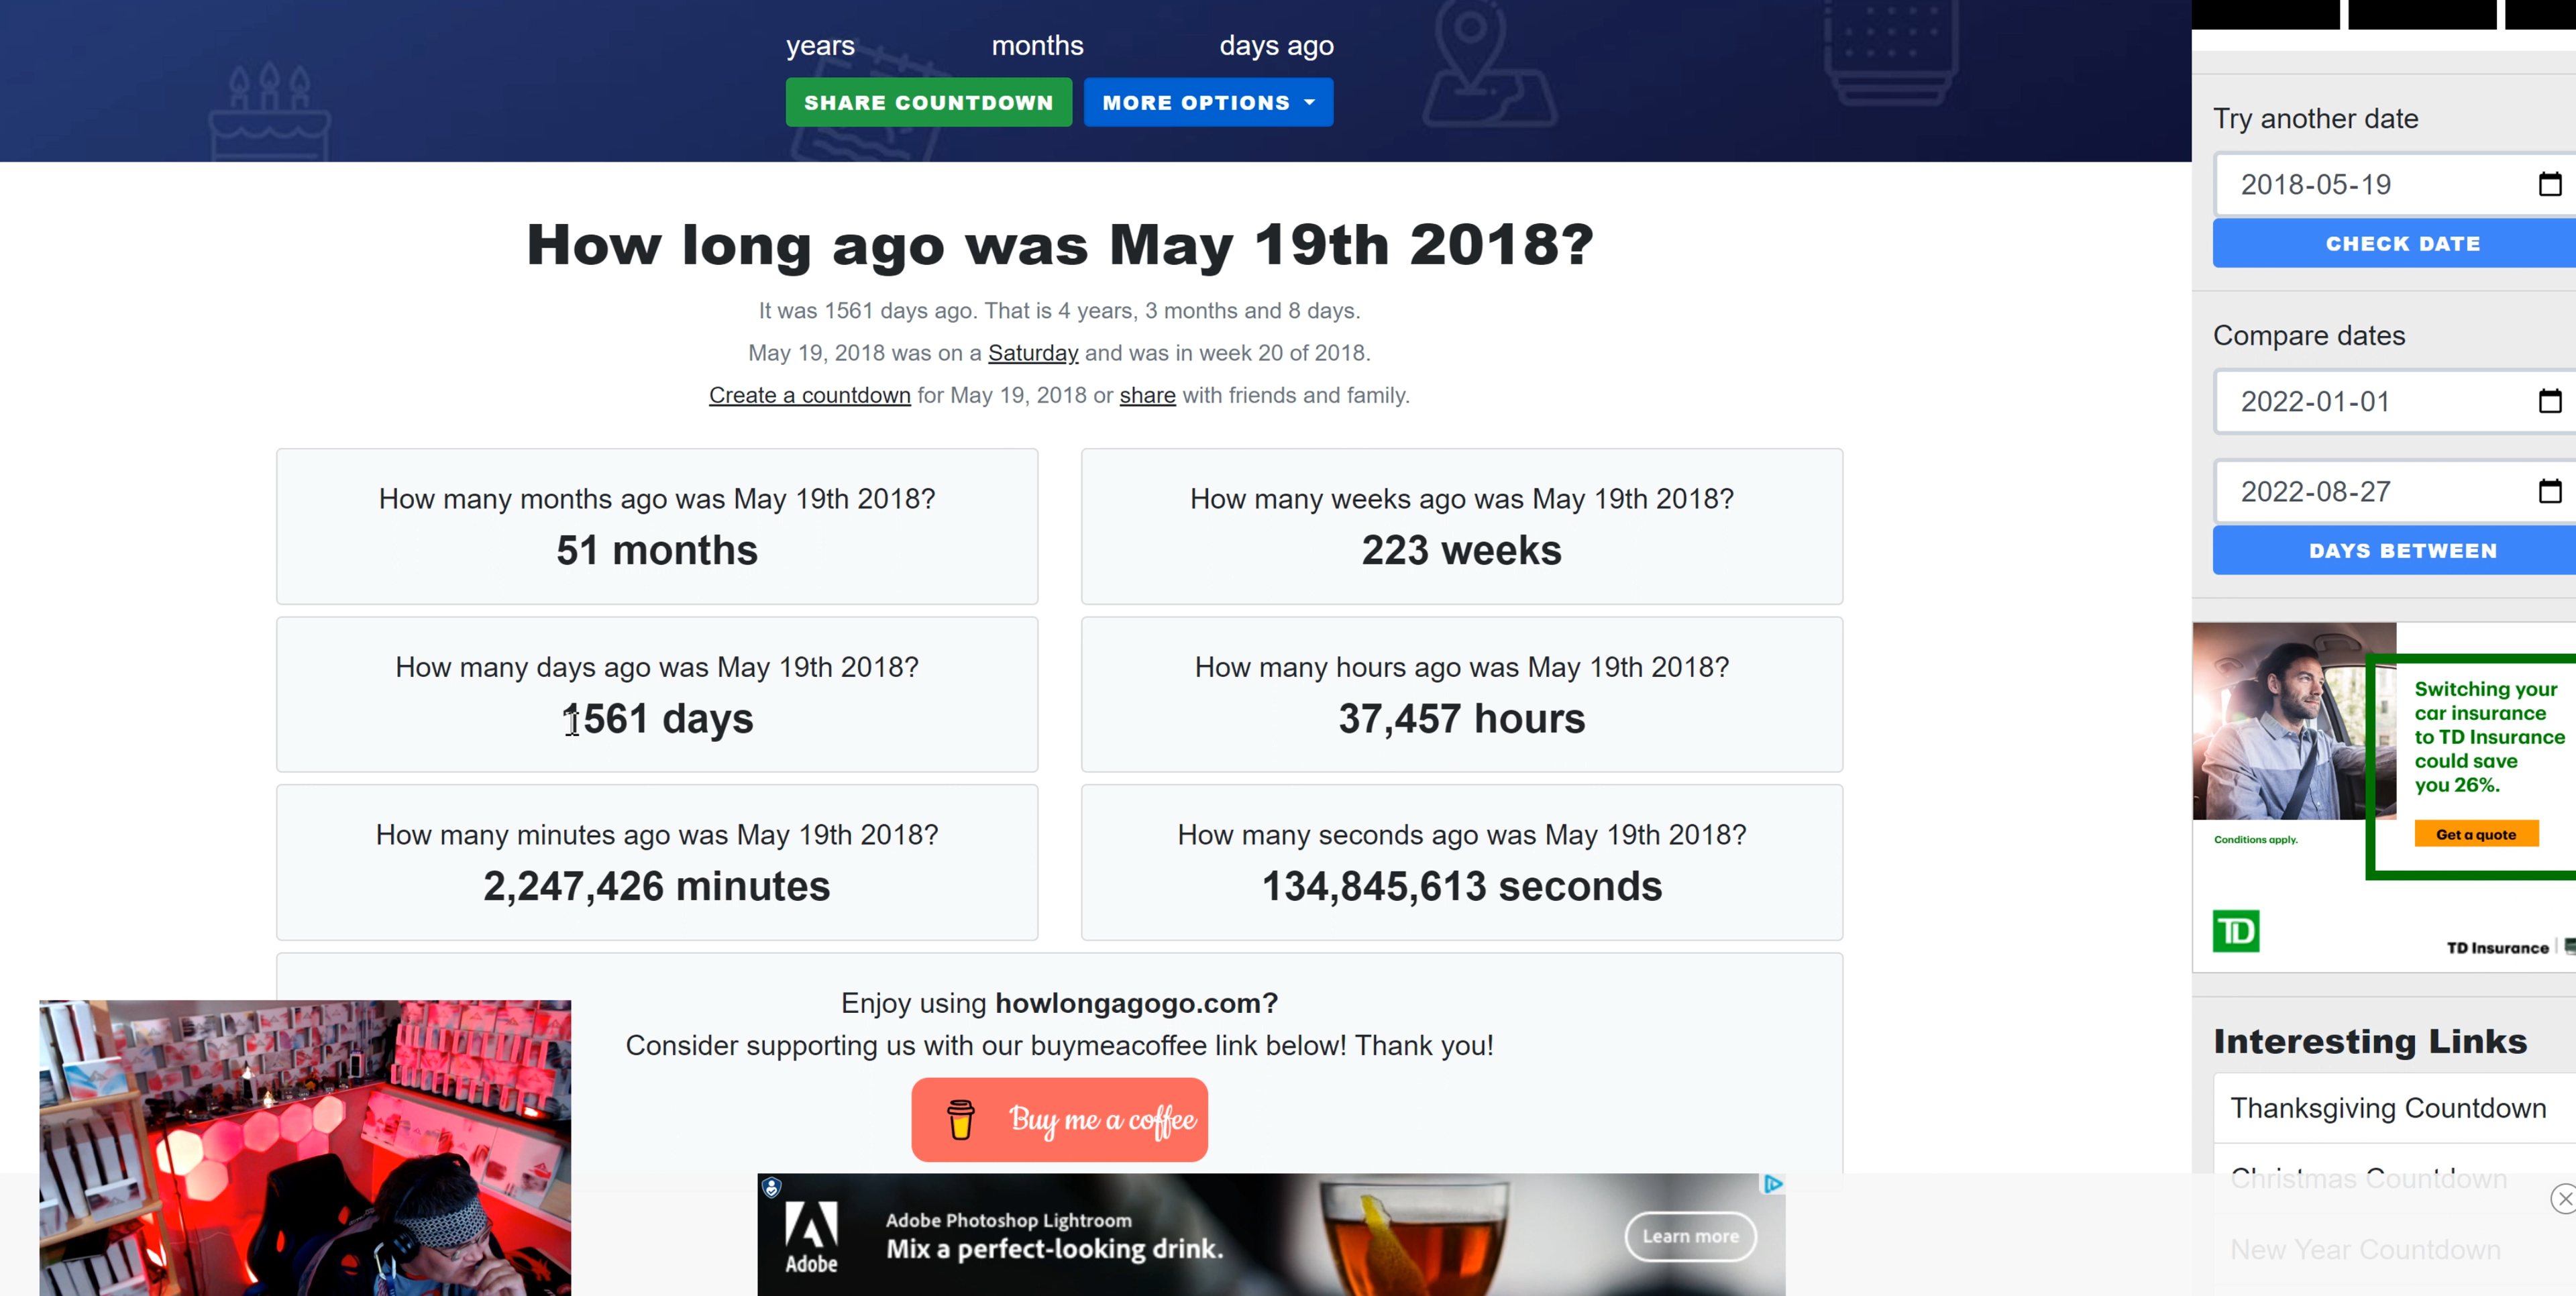 years months days ago
SHARE COUNTDOWN MORE OPTIONS
How long ago was May 19th 2018?
It was 1561 days ago. That is 4 years, 3 months and 8 days.
May 19, 2018 was on a Saturday and was in week 20 of 2018.
Create a countdown for May 19, 2018 or share with friends and family.
How many months ago was May 19th 2018?
51 months
How many weeks ago was May 19th 2018?
223 weeks
How many days ago was May 19th 2018?
1561 days
How many hours ago was May 19th 2018?
37,457 hours
How many minutes ago was May 19th 2018?
2,247,426 minutes
How many seconds ago was May 19th 2018?
134,845,613 seconds
Enjoy using howlongagogo.com?
Consider supporting us with our buymeacoffee link below! Thank you!
Buy me a coffee
Adobe
Adobe Photoshop Lightroom
Mix a perfect-looking drink.
Learn more
Try another date
2018-05-19
CHECK DATE
Compare dates
2022-01-01
2022-08-27
DAYS BETWEEN
Switching your
car insurance
to TD Insurance
could save
you 26%.
Get a quote
Conditions apply.
TD
TD Insurance
Interesting Links
Thanksgiving Countdown
Christmas Countdown
New Year Countdown